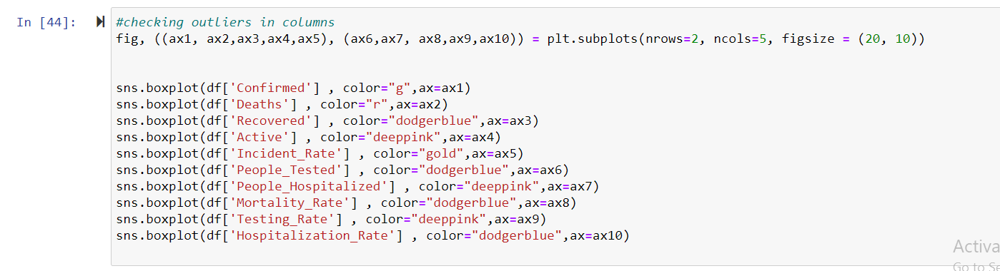 In [44]:
#checking outliers in columns
fig, ((ax1, ax2,ax3,ax4,ax5), (ax6,ax7, ax8,ax9,ax10)) = plt.subplots(nrows=2, ncols=5, figsize = (20, 10))
sns.boxplot(df['Confirmed'] , color="g",ax=ax1)
sns.boxplot(df['Deaths'] , color="r",ax=ax2)
sns.boxplot(df['Recovered'] , color="dodgerblue",ax=ax3)
sns.boxplot(df['Active'] , color="deeppink",ax=ax4)
sns.boxplot(df['Incident_Rate'] , color="gold",ax=ax5)
sns.boxplot(df['People_Tested'] , color="dodgerblue",ax=ax6)
sns.boxplot(df['People_Hospitalized'] , color="deeppink",ax=ax7)
sns.boxplot(df['Mortality_Rate'] , color="dodgerblue",ax=ax8)
sns.boxplot(df['Testing_Rate'] , color="deeppink",ax=ax9)
sns.boxplot(df['Hospitalization_Rate'] , color="dodgerblue",ax=ax10)
Activa
Go to Se